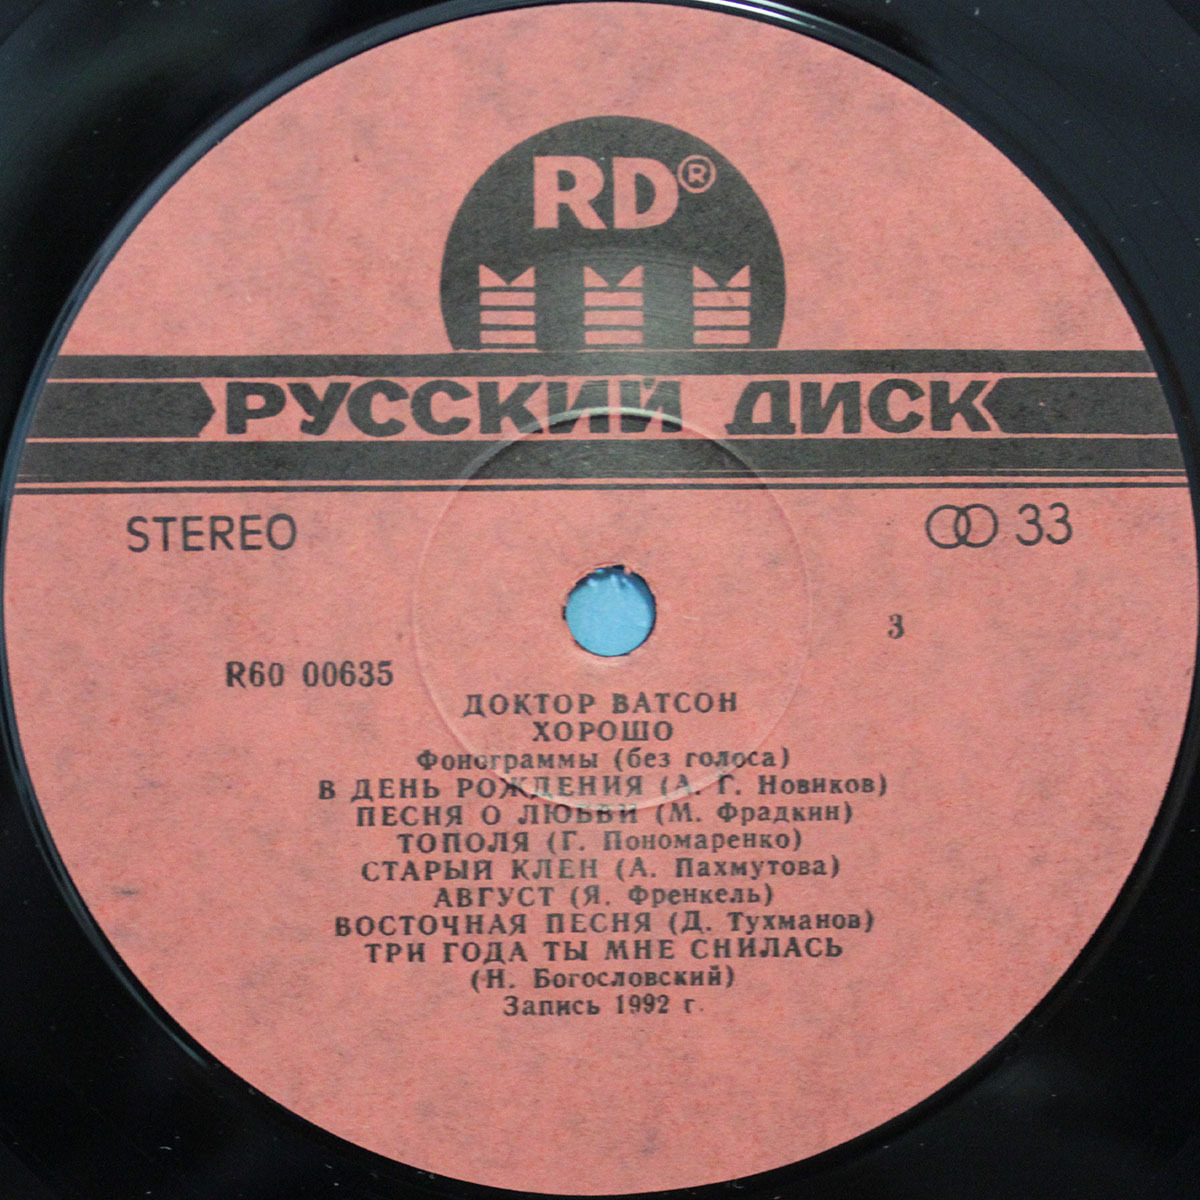 RD®
РУССКИЙ ДИСК
STEREO
33
3
R60 00635
ДОКТОР ВАТСОН
ХОРОШО
Фонограммы (без голоса)
В ДЕНЬ РОЖДЕНИЯ (А. Г. Новиков)
ПЕСНЯ О ЛЮБВИ (М. Фрадкин)
ТОПОЛЯ (Г. Пономаренко)
СТАРЫЙ КЛЕН (А. Пахмутова)
АВГУСТ (Я. Френкель)
ВОСТОЧНАЯ ПЕСНЯ (Д. Тухманов)
ТРИ ГОДА ТЫ МНЕ СНИЛАСЬ
(Н. Богословский)
Запись 1992 г.